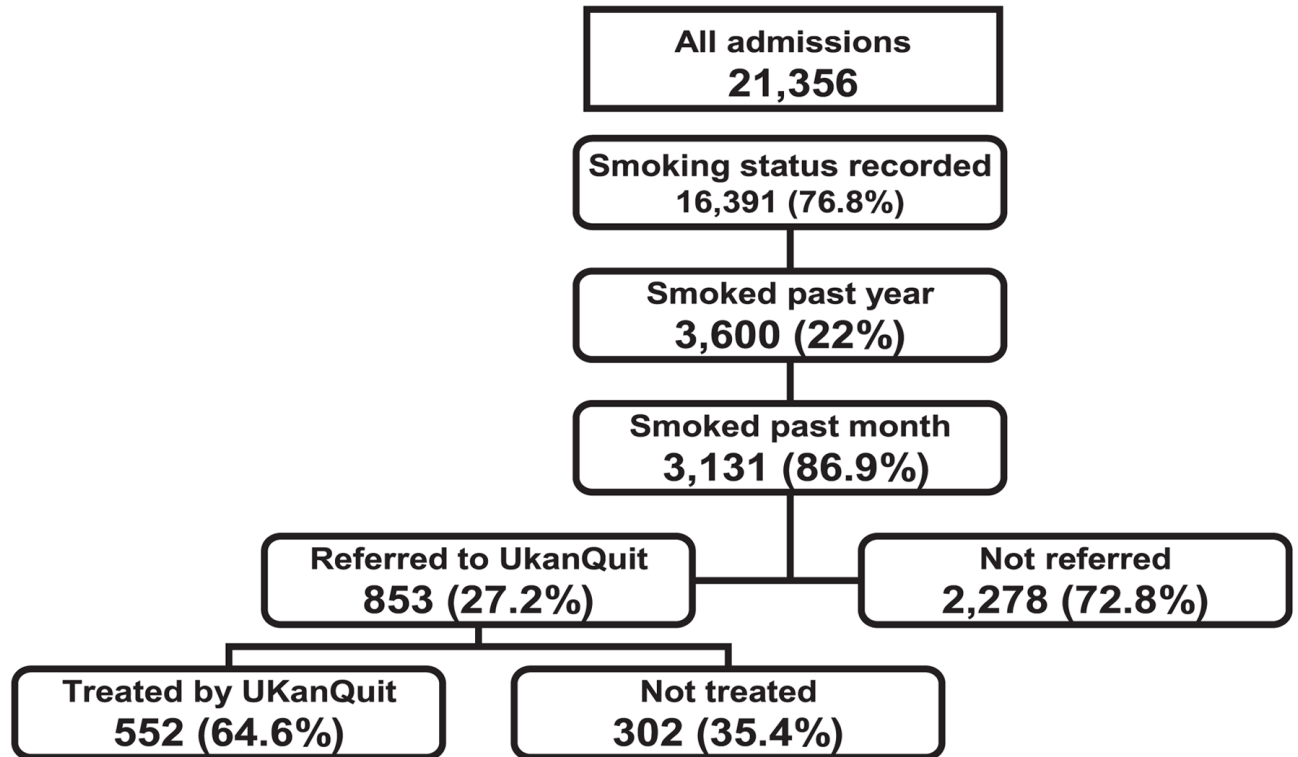 All admissions
21,356
Smoking status recorded
16,391 (76.8%)
Smoked past year
3,600 (22%)
Smoked past month
3,131 (86.9%)
Referred to UkanQuit
853 (27.2%)
Not referred
2,278 (72.8%)
Treated by UKanQuit
552 (64.6%)
Not treated
302 (35.4%)